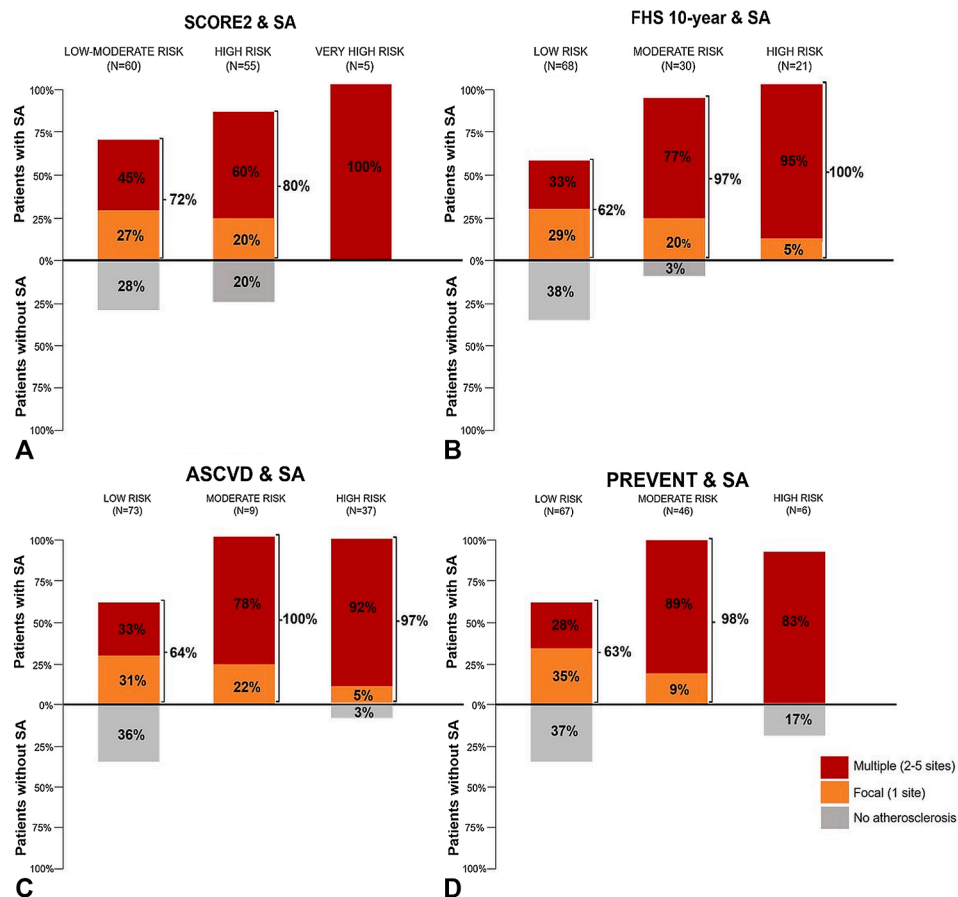 SCORE2 & SA
LOW-MODERATE RISK
(N=60)
HIGH RISK
(N=55)
VERY HIGH RISK
(N=5)
Patients with SA
Patients without SA
100%
75%
50%
25%
0%
25%
50%
75%
100%
45%
27%
28%
72%
60%
20%
20%
80%
100%
A
FHS 10-year & SA
LOW RISK
(N=68)
MODERATE RISK
(N=30)
HIGH RISK
(N=21)
Patients with SA
Patients without SA
100%
75%
50%
25%
0%
25%
50%
75%
100%
33%
29%
38%
62%
77%
20%
3%
97%
95%
5%
100%
B
ASCVD & SA
LOW RISK
(N=73)
MODERATE RISK
(N=9)
HIGH RISK
(N=37)
Patients with SA
Patients without SA
100%
75%
50%
25%
0%
25%
50%
75%
100%
33%
31%
36%
64%
78%
22%
100%
92%
5%
3%
97%
C
PREVENT & SA
LOW RISK
(N=67)
MODERATE RISK
(N=46)
HIGH RISK
(N=6)
Patients with SA
Patients without SA
100%
75%
50%
25%
0%
25%
50%
75%
100%
28%
35%
37%
63%
89%
9%
98%
83%
17%
Multiple (2-5 sites)
Focal (1 site)
No atherosclerosis
D